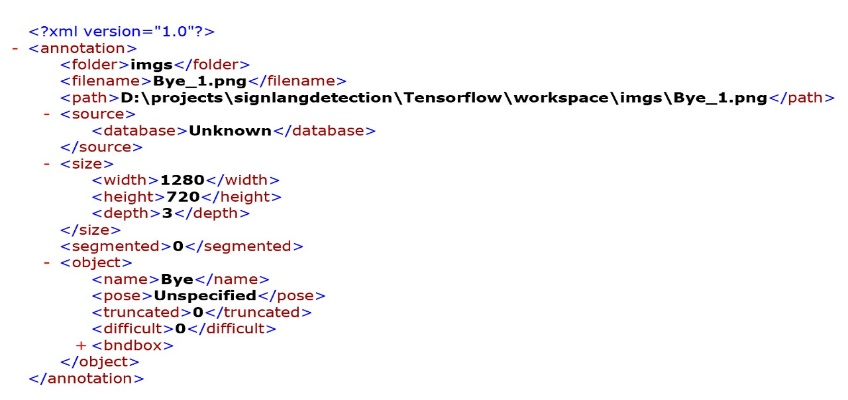 <?xml version="1.0"?>
- <annotation>
<folder>imgs</folder>
<filename>Bye_1.png</filename>
<path>D:\projects\signlangdetection\Tensorflow\workspace\imgs\Bye_1.png</path>
- <source>
<database>Unknown</database>
</source>
- <size>
<width>1280</width>
<height>720</height>
<depth>3</depth>
</size>
<segmented>0</segmented>
- <object>
<name>Bye</name>
<pose>Unspecified</pose>
<truncated>0</truncated>
<difficult>0</difficult>
+ <bndbox>
</object>
</annotation>